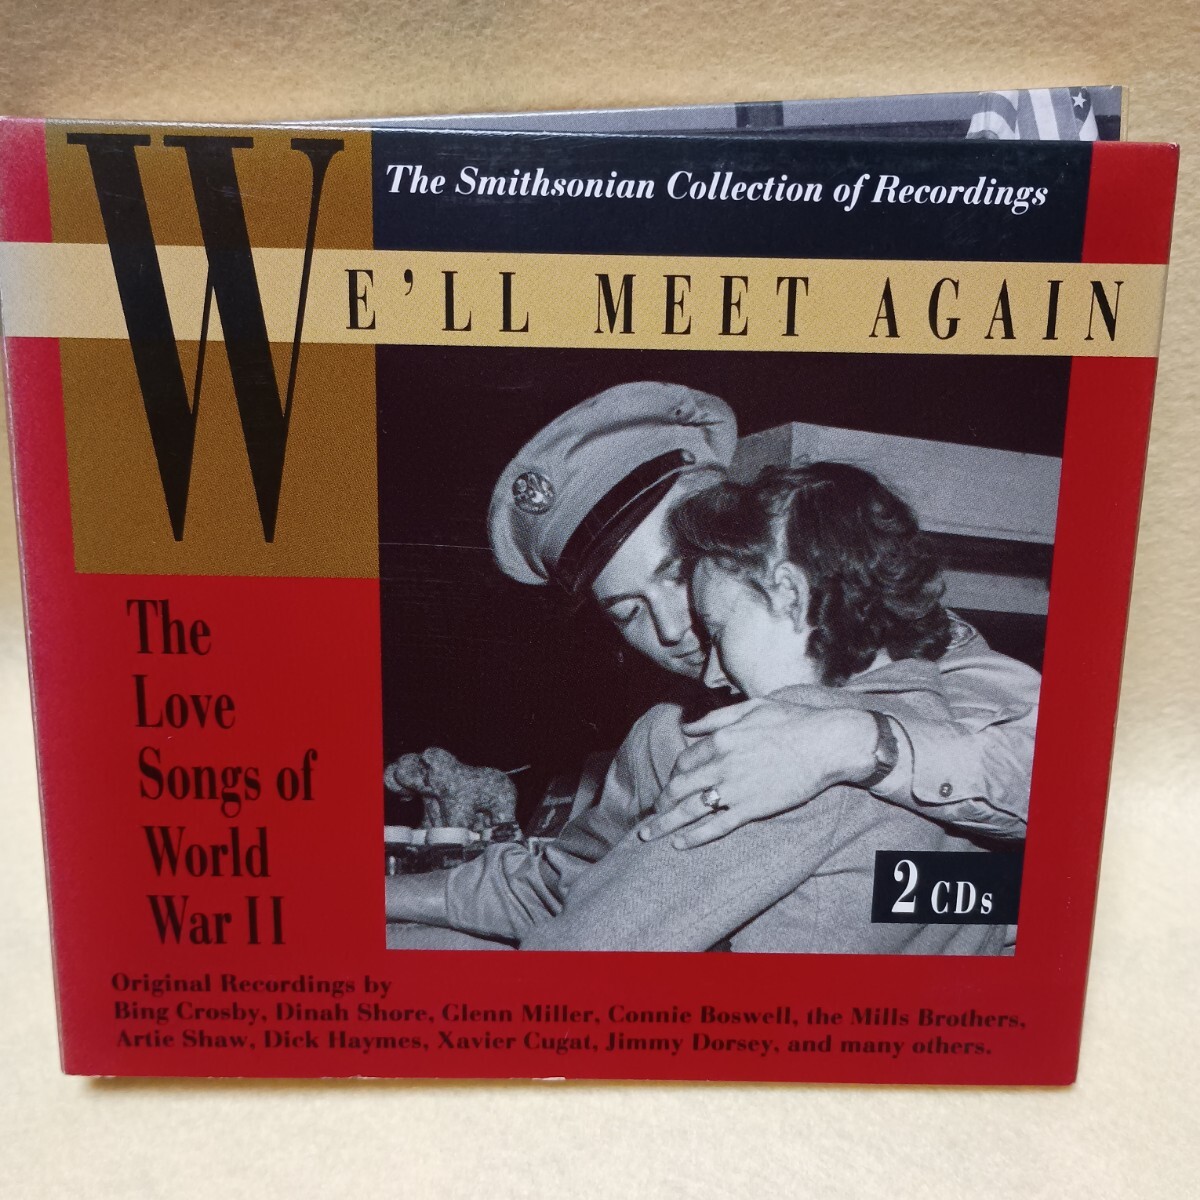 The Smithsonian Collection of Recordings
WE'LL MEET AGAIN
The
Love
Songs of
World
War II
2 CDs
Original Recordings by
Bing Crosby, Dinah Shore, Glenn Miller, Connie Boswell, the Mills Brothers,
Artie Shaw, Dick Haymes, Xavier Cugat, Jimmy Dorsey, and many others.